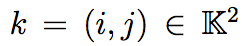 k = (i, j) ∈ 𝕂²